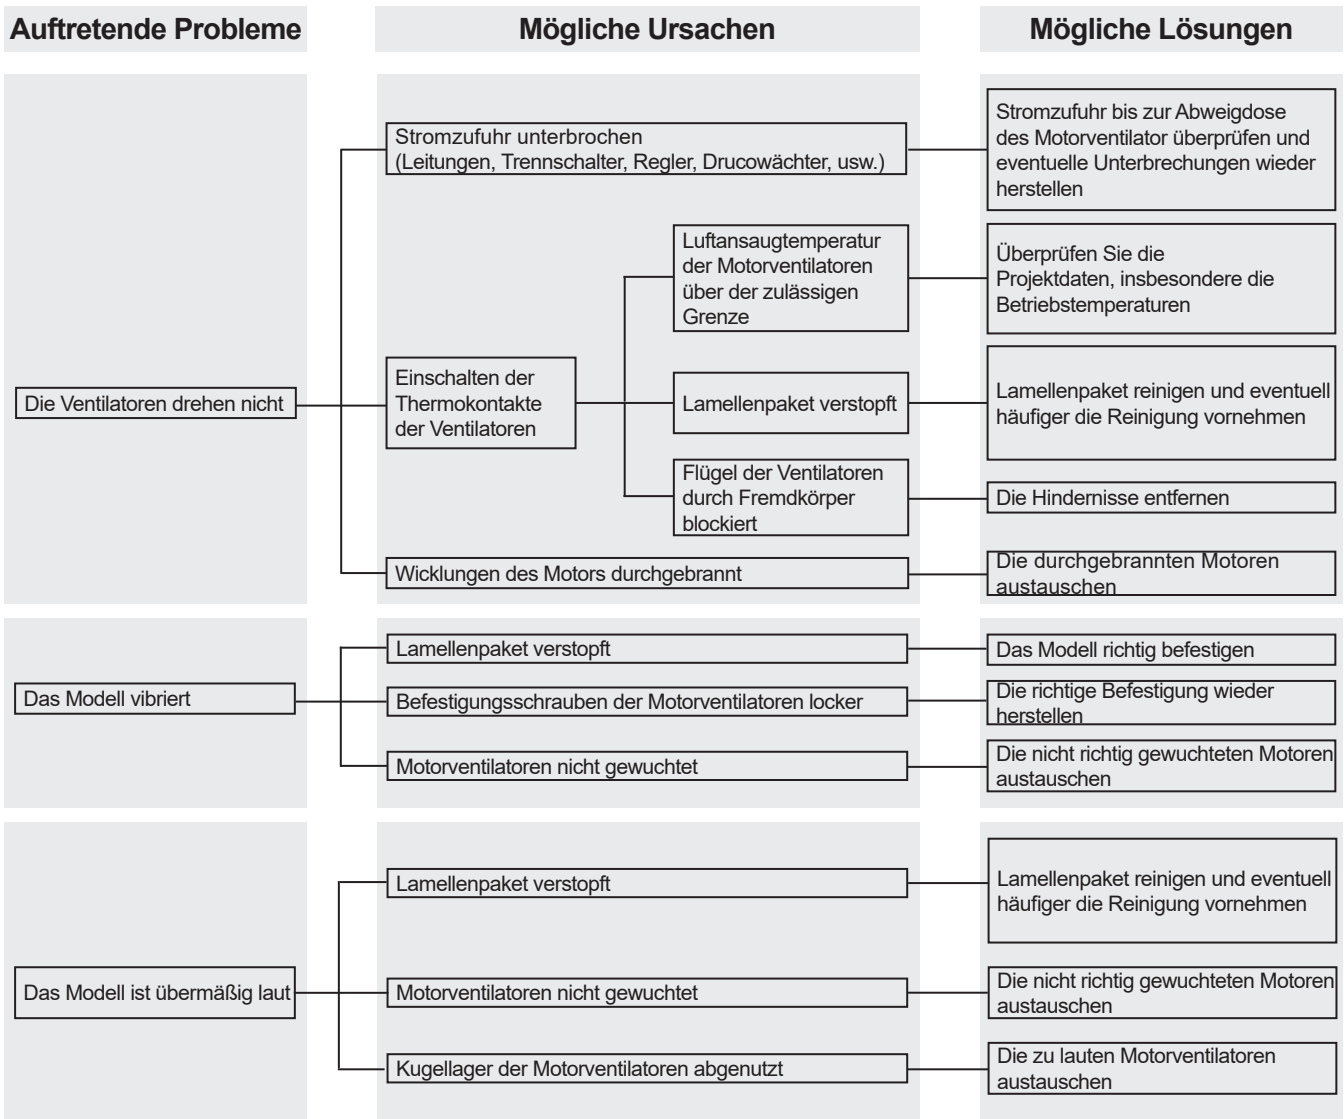 Auftretende Probleme
Mögliche Ursachen
Mögliche Lösungen
Die Ventilatoren drehen nicht
Stromzufuhr unterbrochen
(Leitungen, Trennschalter, Regler, Drucowächter, usw.)
Stromzufuhr bis zur Abweigdose
des Motorventilator überprüfen und
eventuelle Unterbrechungen wieder
herstellen
Einschalten der
Thermokontakte
der Ventilatoren
Luftansaugtemperatur
der Motorventilatoren
über der zulässigen
Grenze
Überprüfen Sie die
Projektdaten, insbesondere die
Betriebstemperaturen
Lamellenpaket verstopft
Lamellenpaket reinigen und eventuell
häufiger die Reinigung vornehmen
Flügel der Ventilatoren
durch Fremdkörper
blockiert
Die Hindernisse entfernen
Wicklungen des Motors durchgebrannt
Die durchgebrannten Motoren
austauschen
Das Modell vibriert
Lamellenpaket verstopft
Das Modell richtig befestigen
Befestigungsschrauben der Motorventilatoren locker
Die richtige Befestigung wieder
herstellen
Motorventilatoren nicht gewuchtet
Die nicht richtig gewuchteten Motoren
austauschen
Das Modell ist übermäßig laut
Lamellenpaket verstopft
Lamellenpaket reinigen und eventuell
häufiger die Reinigung vornehmen
Motorventilatoren nicht gewuchtet
Die nicht richtig gewuchteten Motoren
austauschen
Kugellager der Motorventilatoren abgenutzt
Die zu lauten Motorventilatoren
austauschen